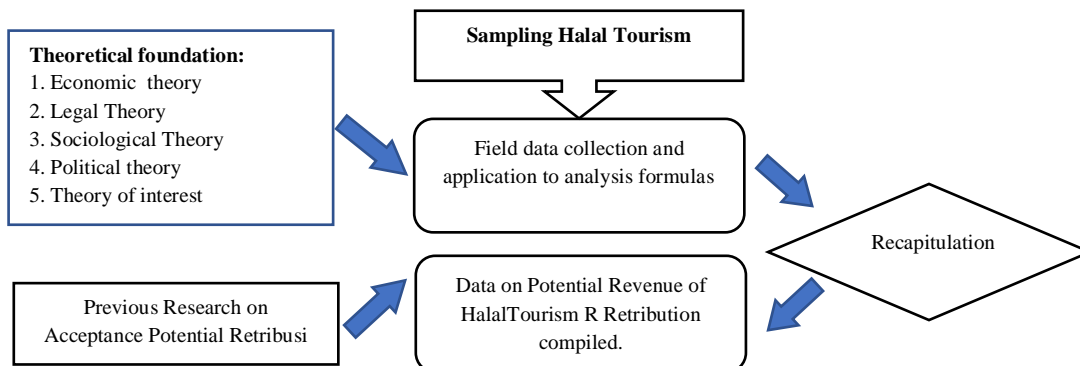 Theoretical foundation:
1. Economic theory
2. Legal Theory
3. Sociological Theory
4. Political theory
5. Theory of interest
Sampling Halal Tourism
Field data collection and
application to analysis formulas
Recapitulation
Previous Research on
Acceptance Potential Retribusi
Data on Potential Revenue of
HalalTourism R Retribution
compiled.